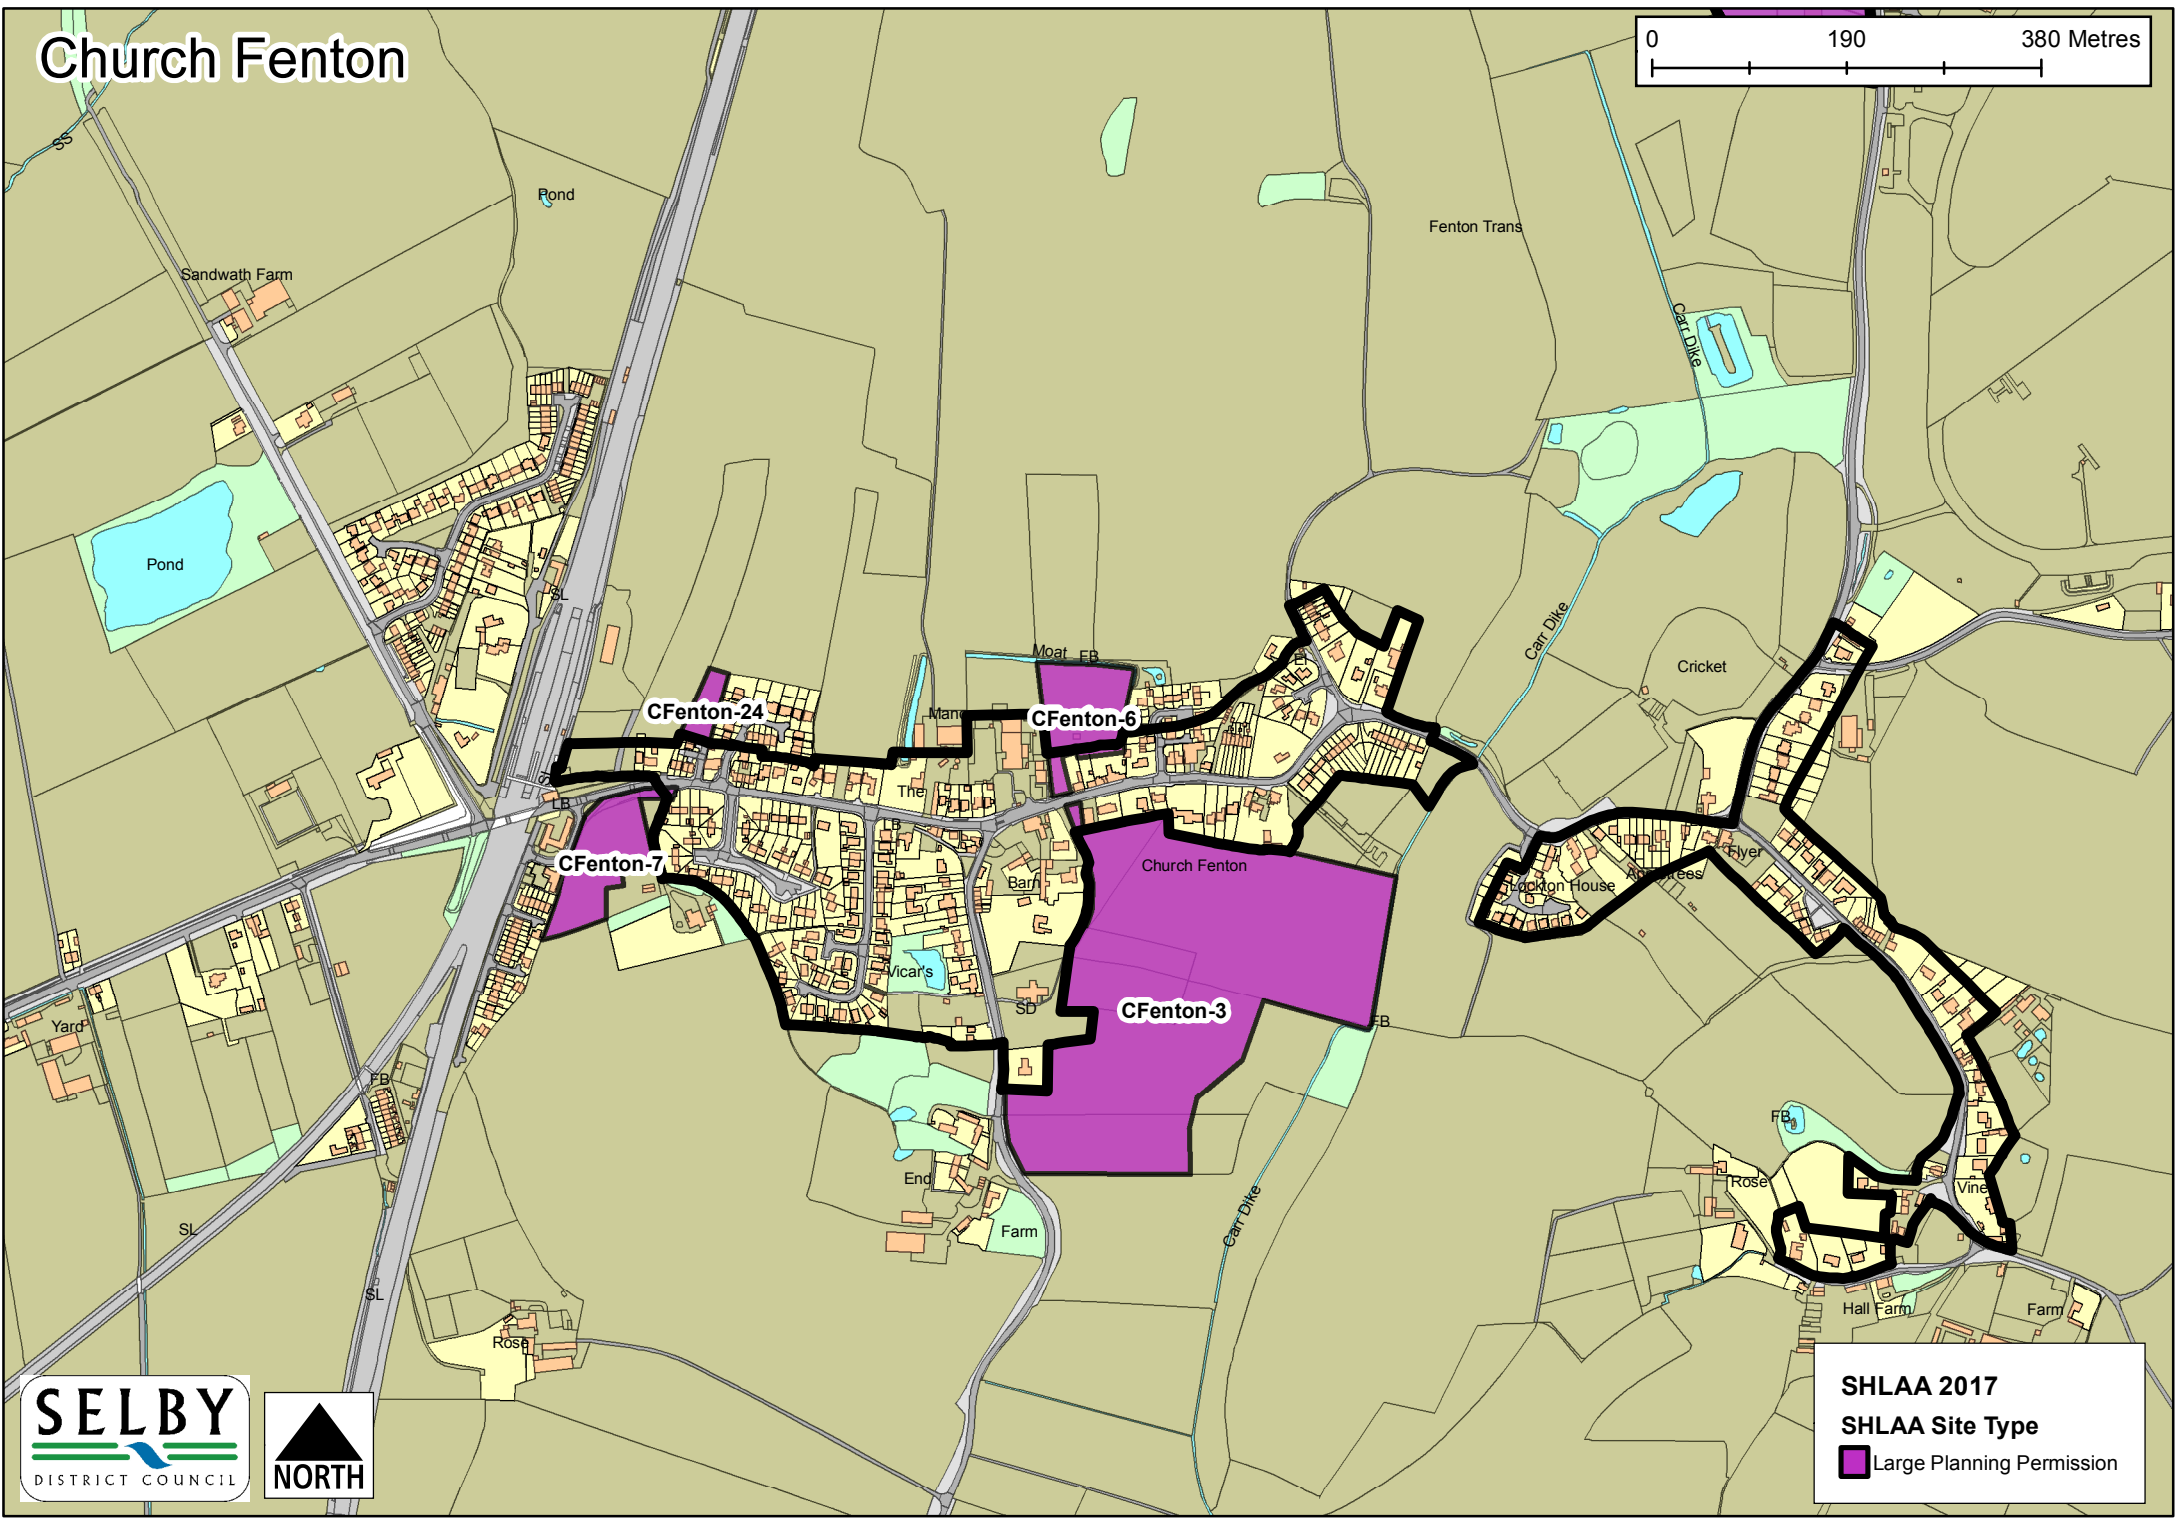 Church Fenton
0 190 380 Metres
SS
Pond
Fenton Trans
Sandwath Farm
Carr Dike
Pond
SL
Carr Dike
Moat FB
El
Cricket
CFenton-24
CFenton-6
LB
The
LB
CFenton-7
Church Fenton
Flyer
Barn
Lockton House
Vicar's
SD
CFenton-3
FB
Yard
FB
FB
End
Rose
Vine
Farm
Carr Dike
SL
SL
Hall Farm
Farm
Rose
SELBY
DISTRICT COUNCIL
NORTH
SHLAA 2017
SHLAA Site Type
Large Planning Permission